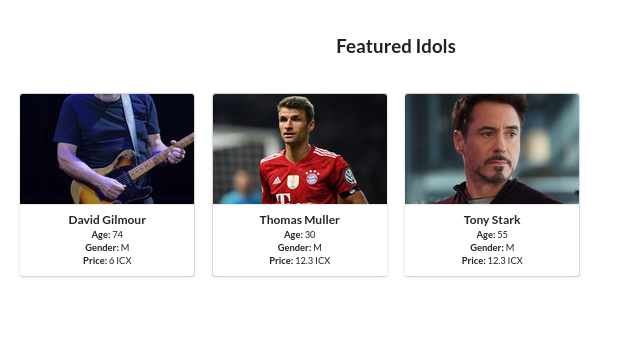 Featured Idols
David Gilmour
Age: 74
Gender: M
Price: 6 ICX
Thomas Muller
Age: 30
Gender: M
Price: 12.3 ICX
Tony Stark
Age: 55
Gender: M
Price: 12.3 ICX